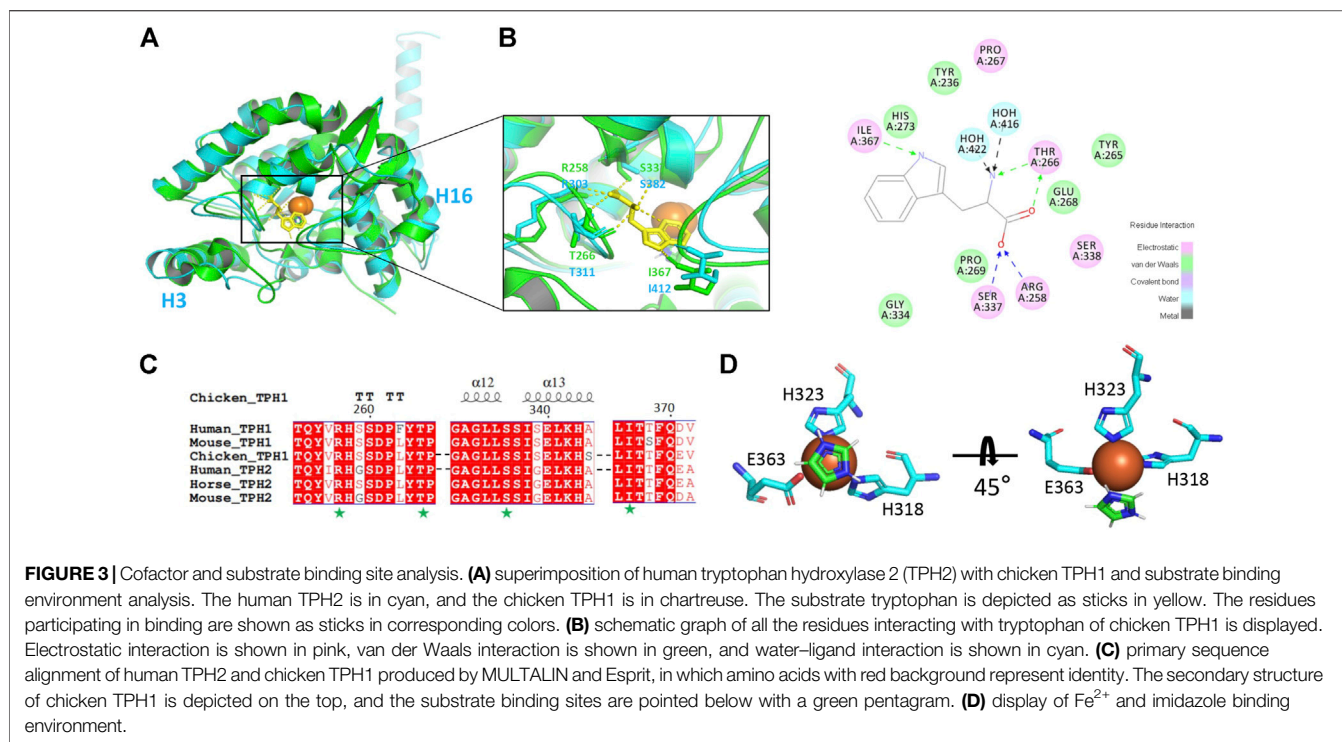 A
H16
H3
B
R258
R303
S33
S382
T266
T311
I367
I412
PRO
A:267
TYR
A:236
HOH
A:416
HIS
A:273
ILE
A:367
HOH
A:422
THR
A:266
TYR
A:265
GLU
A:268
SER
A:338
PRO
A:269
GLY
A:334
SER
A:337
ARG
A:258
Residue Interaction
Electrostatic
van der Waals
Covalent bond
Water
Metal
C
α12 α13
Chicken_TPH1 TT TT
260 340 370
Human_TPH1 TQYVRHSSDPFYTP GAGLLSSISELKHA LITTFQDV
Mouse_TPH1 TQYVRHSSDPLYTP GAGLLSSISELKHA LITSFQDV
Chicken_TPH1 TQYVRHSSDPLYTP--GAGLLSSISELKHS--LITTFQEV
Human_TPH2 TQYIRHGSDPLYTP--GAGLLSSIGELKHA--LITTFQEA
Horse_TPH2 TQYVRHSSDPLYTP GAGLLSSIGELKHA LITTFQEA
Mouse_TPH2 TQYVRHGSDPLYTP GAGLLSSIGELKHA LITTFQDA
D
H323
E363
H318
45°
H323
E363
H318
FIGURE 3 | Cofactor and substrate binding site analysis. (A) superimposition of human tryptophan hydroxylase 2 (TPH2) with chicken TPH1 and substrate binding
environment analysis. The human TPH2 is in cyan, and the chicken TPH1 is in chartreuse. The substrate tryptophan is depicted as sticks in yellow. The residues
participating in binding are shown as sticks in corresponding colors. (B) schematic graph of all the residues interacting with tryptophan of chicken TPH1 is displayed.
Electrostatic interaction is shown in pink, van der Waals interaction is shown in green, and water–ligand interaction is shown in cyan. (C) primary sequence
alignment of human TPH2 and chicken TPH1 produced by MULTALIN and Esprit, in which amino acids with red background represent identity. The secondary structure
of chicken TPH1 is depicted on the top, and the substrate binding sites are pointed below with a green pentagram. (D) display of Fe²⁺ and imidazole binding
environment.